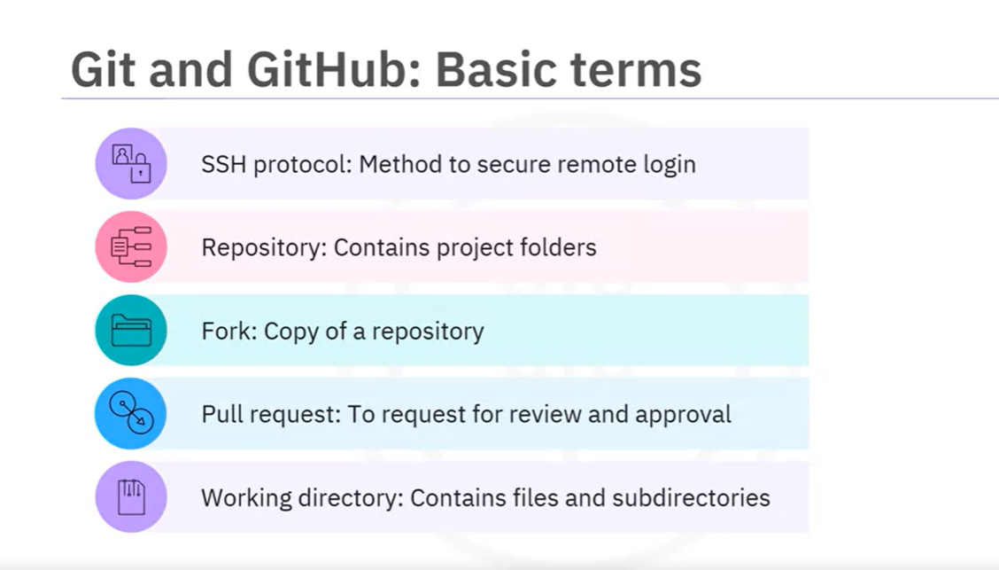 Git and GitHub: Basic terms
SSH protocol: Method to secure remote login
Repository: Contains project folders
Fork: Copy of a repository
Pull request: To request for review and approval
Working directory: Contains files and subdirectories